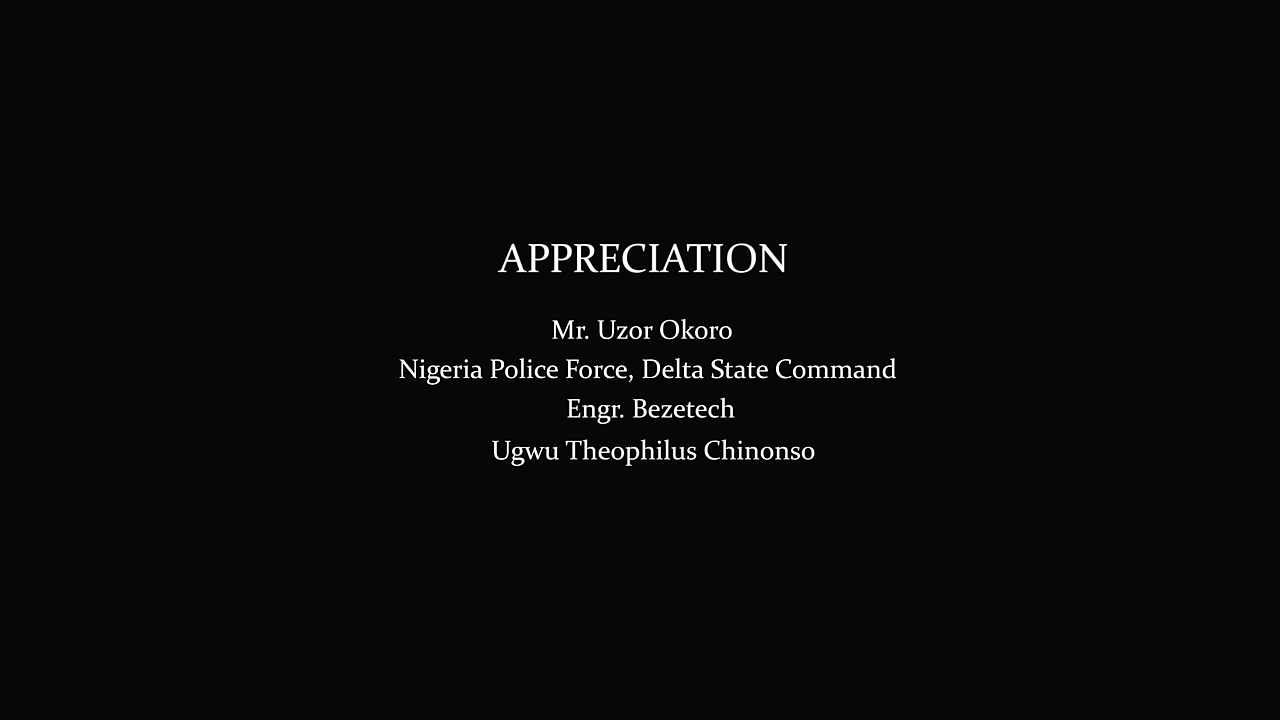 APPRECIATION
Mr. Uzor Okoro
Nigeria Police Force, Delta State Command
Engr. Bezetech
Ugwu Theophilus Chinonso